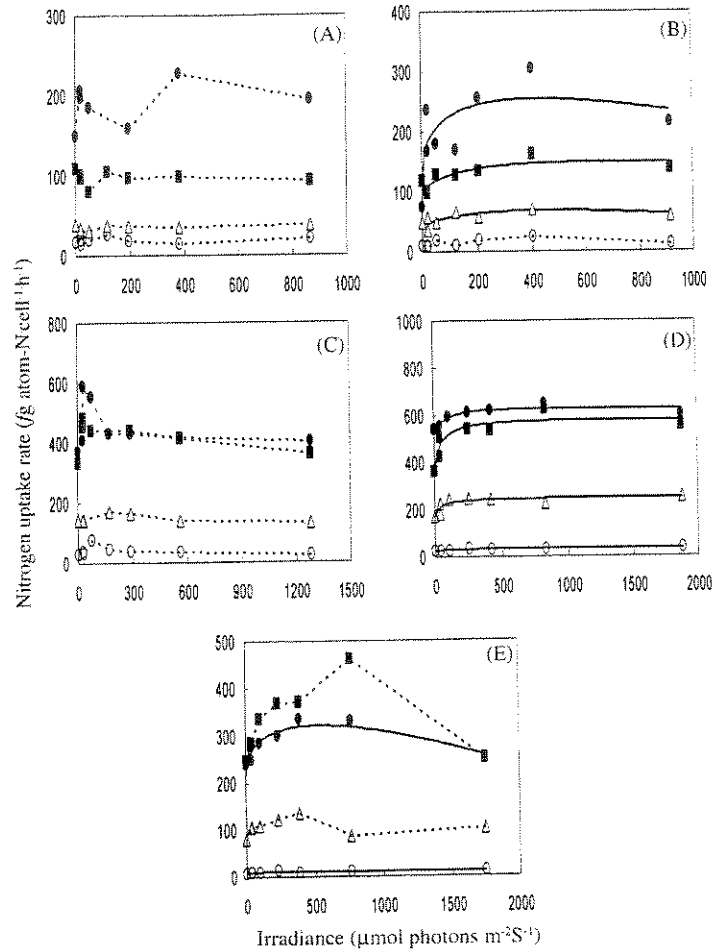 (A)
300
200
100
0
0 200 400 600 800 1000
(B)
400
300
200
100
0
0 200 400 600 800 1000
(C)
800
600
400
200
0
0 300 600 900 1200 1500
(D)
1000
800
600
400
200
0
0 500 1000 1500 2000
(E)
500
400
300
200
100
0
0 500 1000 1500 2000
Nitrogen uptake rate (fg atom-N cell⁻¹ h⁻¹)
Irradiance (μmol photons m⁻²S⁻¹)